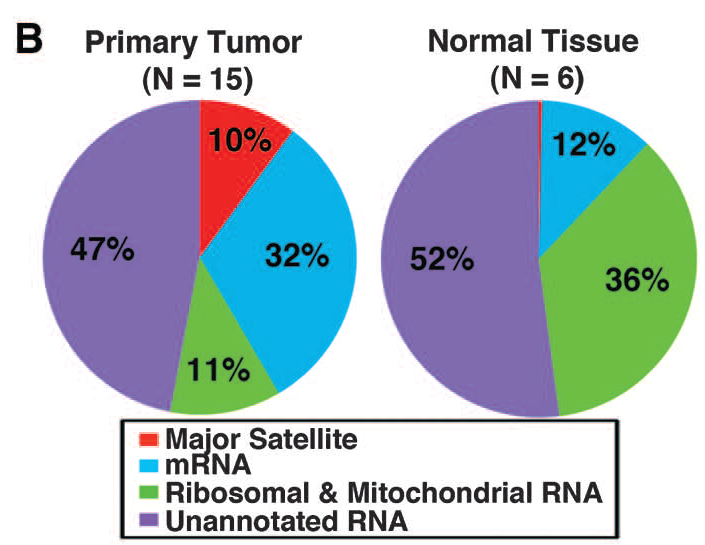 B
Primary Tumor
(N = 15)
Normal Tissue
(N = 6)
10%
32%
11%
47%
12%
36%
52%
Major Satellite
mRNA
Ribosomal & Mitochondrial RNA
Unannotated RNA